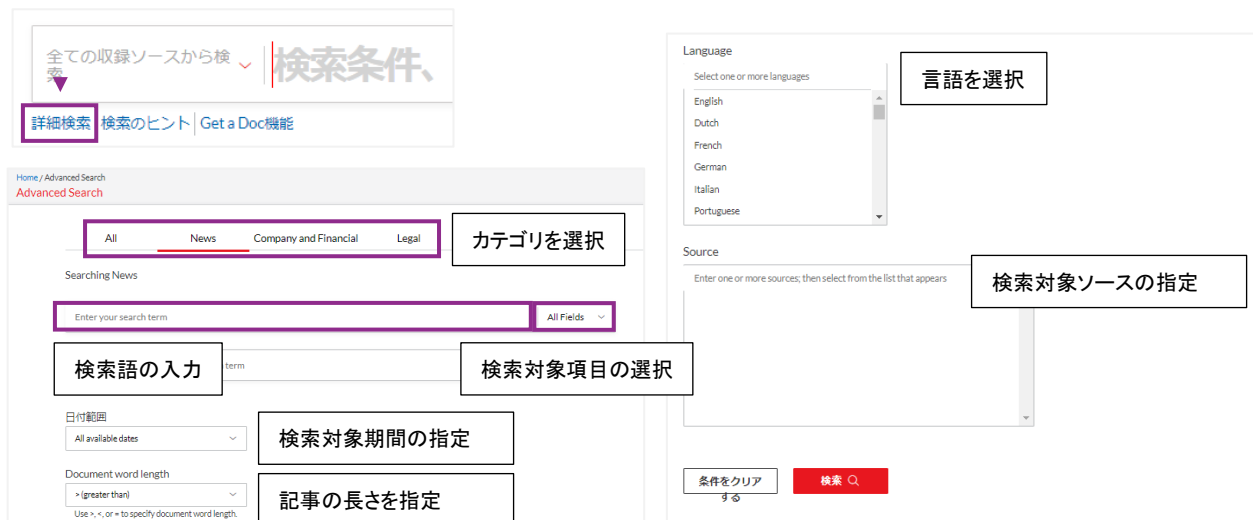 全ての収録ソースから検
索
検索条件、
詳細検索 検索のヒント Get a Doc機能
Home / Advanced Search
Advanced Search
All News Company and Financial Legal
カテゴリを選択
Searching News
Enter your search term All Fields
検索語の入力
term
検索対象項目の選択
日付範囲
All available dates
検索対象期間の指定
Document word length
> (greater than)
記事の長さを指定
Use >, <, or = to specify document word length.
Language
Select one or more languages
言語を選択
English
Dutch
French
German
Italian
Portuguese
Source
Enter one or more sources; then select from the list that appears
検索対象ソースの指定
条件をクリア
する
検索